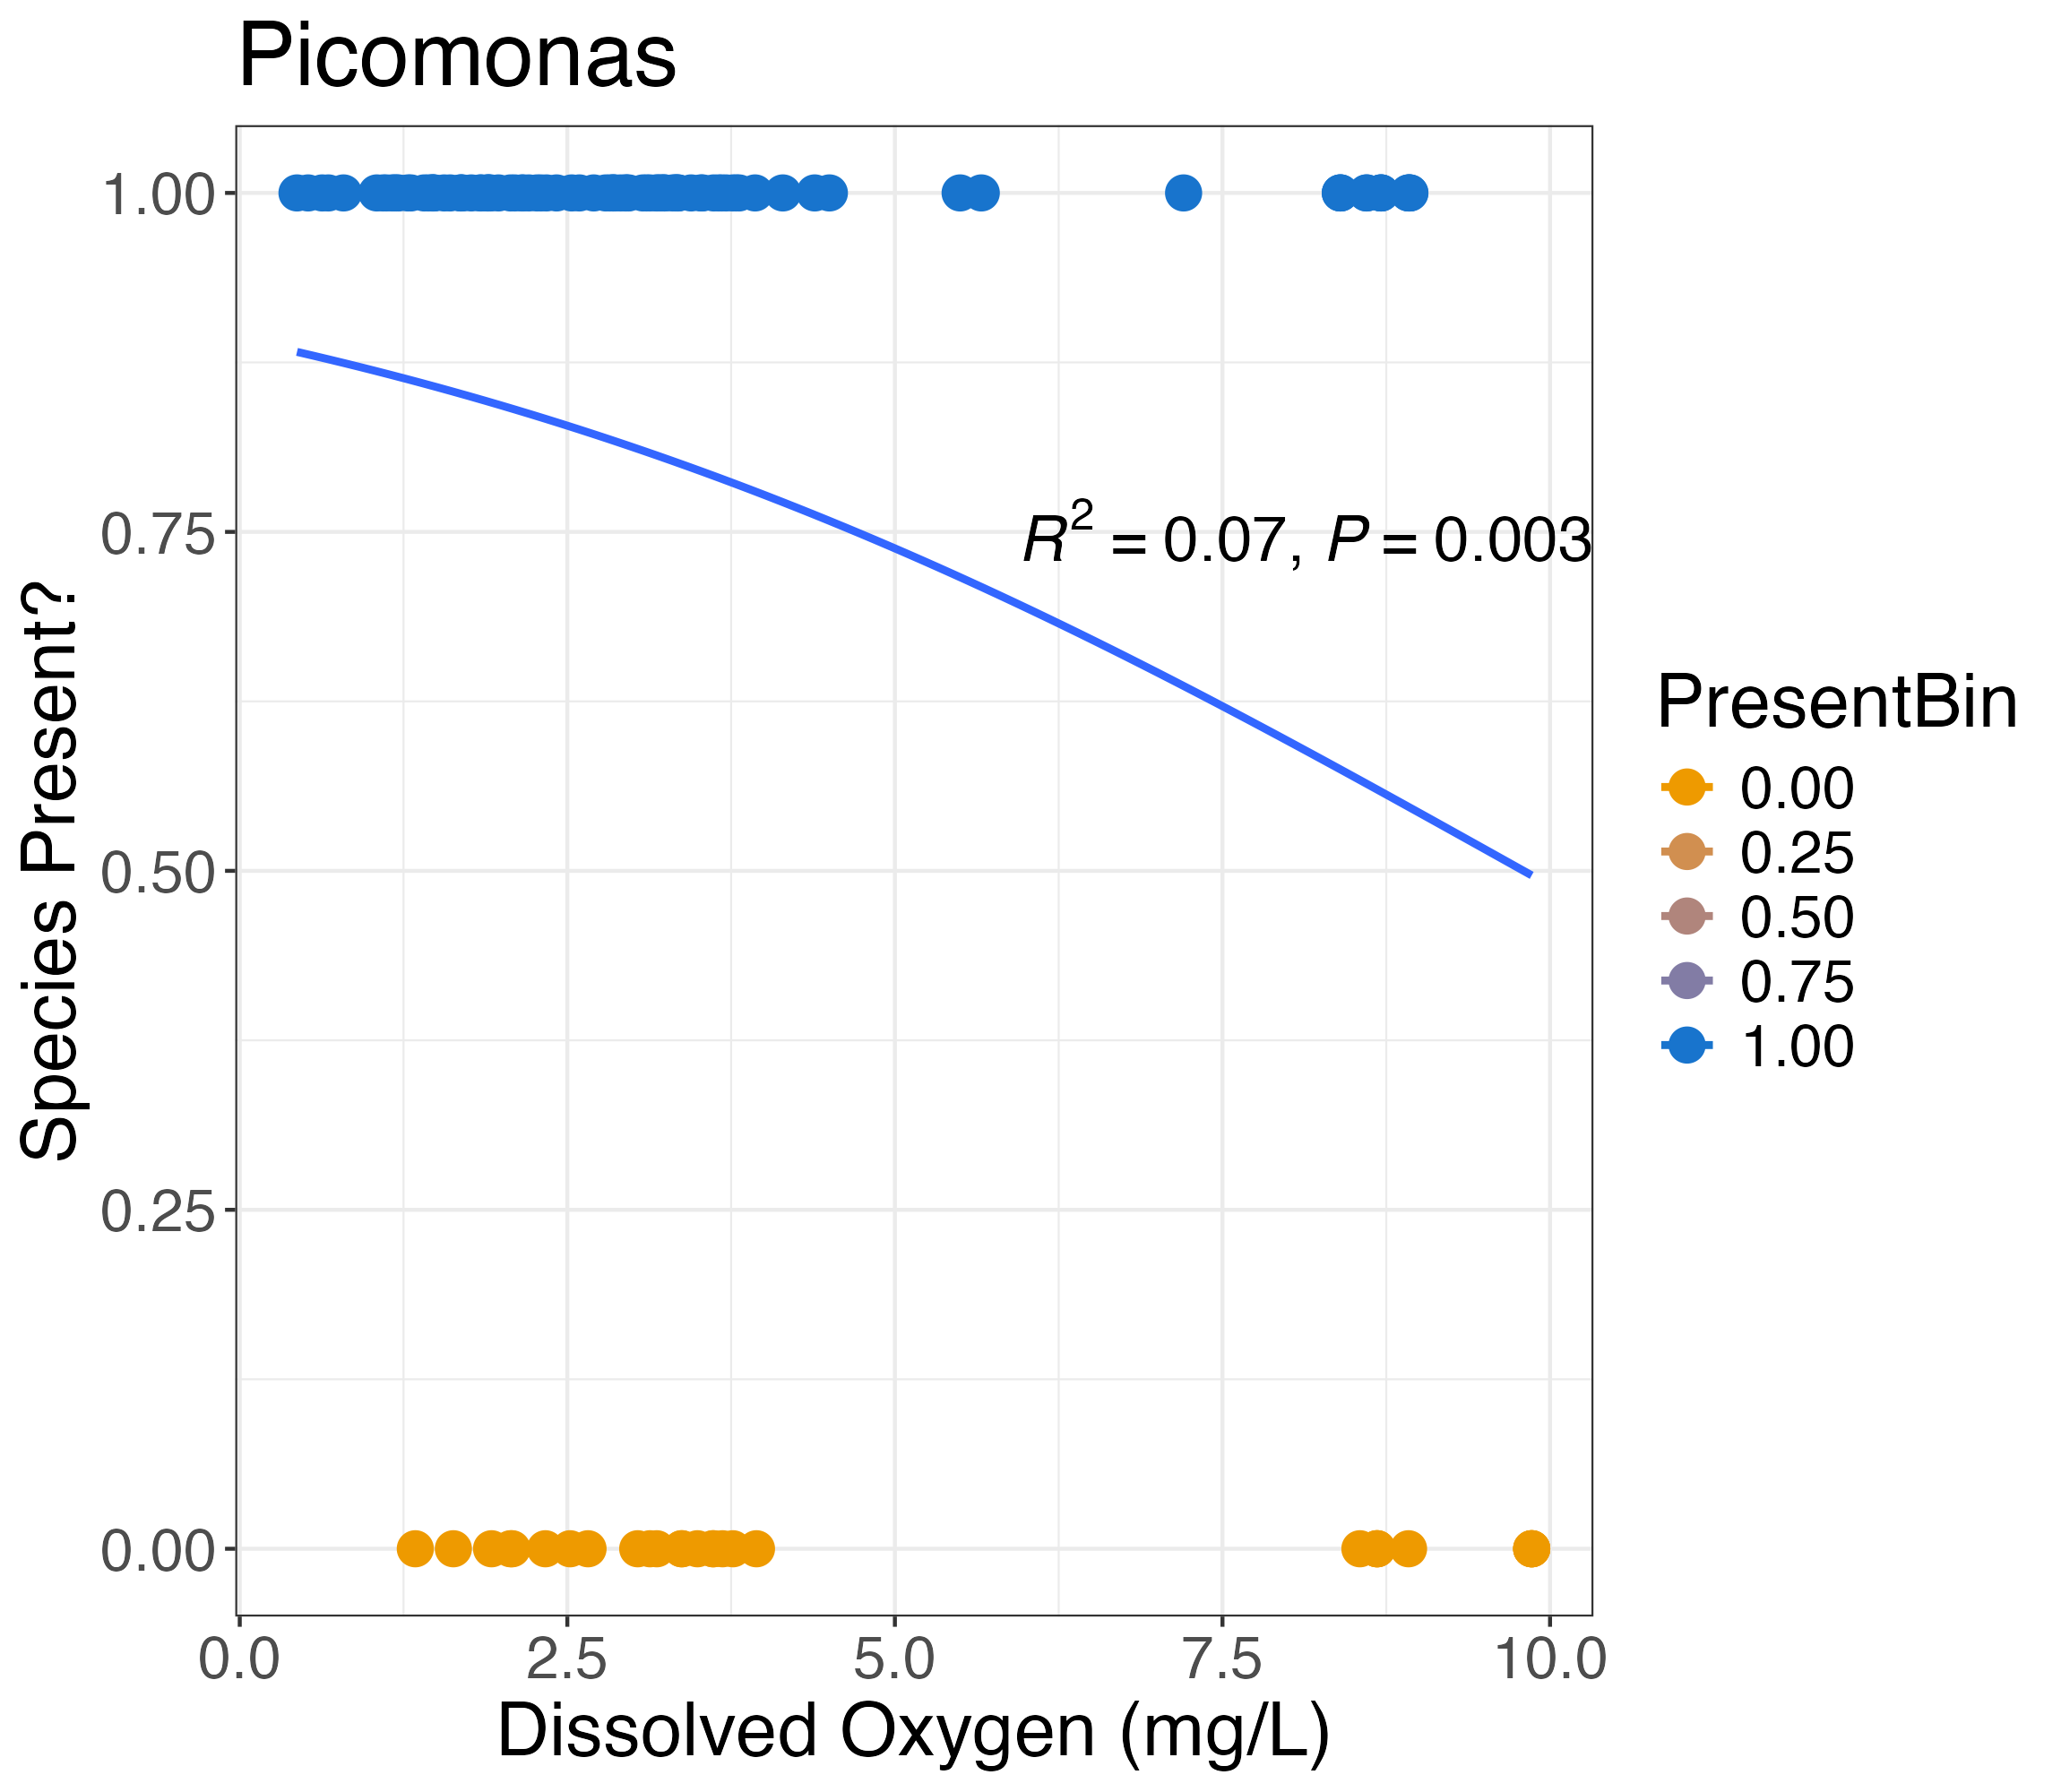 Picomonas
1.00
0.75
0.50
0.25
0.00
Species Present?
R² = 0.07, P = 0.003
0.0 2.5 5.0 7.5 10.0
Dissolved Oxygen (mg/L)
PresentBin
0.00
0.25
0.50
0.75
1.00